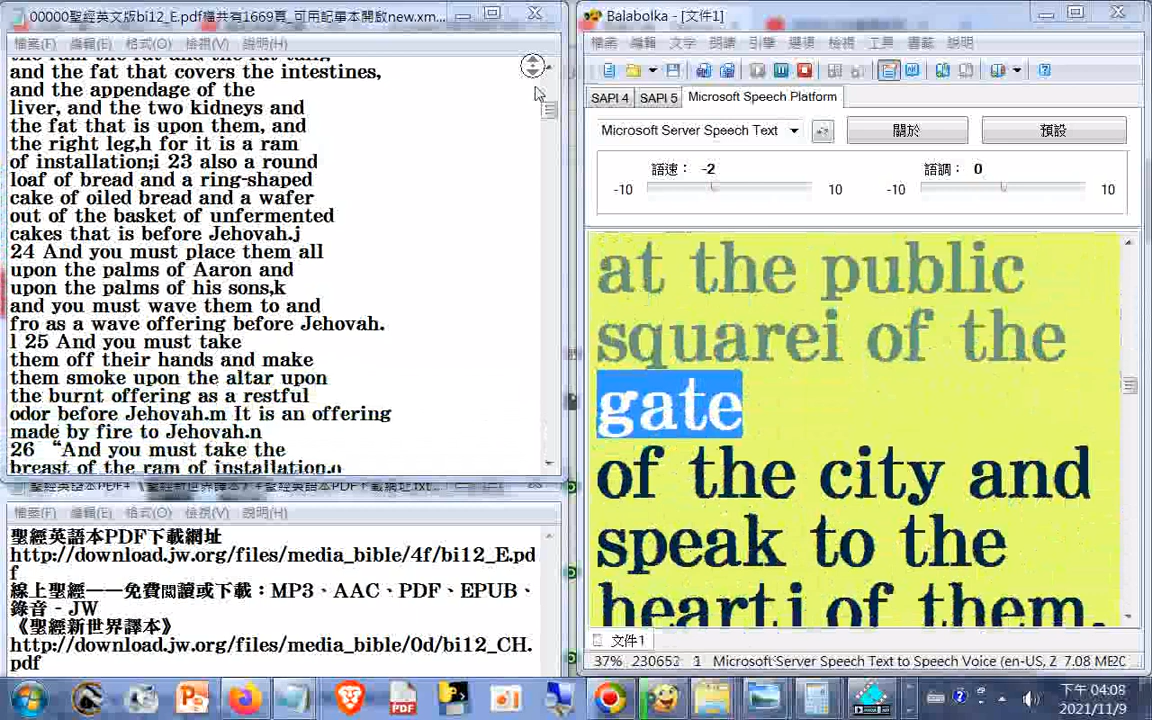 00000聖經英文版bi12_E.pdf檔共有1669頁_可用記事本開啟new.xm...
檔案(F) 編輯(E) 格式(O) 檢視(V) 說明(H)
and the fat that covers the intestines,
and the appendage of the
liver, and the two kidneys and
the fat that is upon them, and
the right leg,h for it is a ram
of installation;i 23 also a round
loaf of bread and a ring-shaped
cake of oiled bread and a wafer
out of the basket of unfermented
cakes that is before Jehovah.j
24 And you must place them all
upon the palms of Aaron and
upon the palms of his sons,k
and you must wave them to and
fro as a wave offering before Jehovah.
l 25 And you must take
them off their hands and make
them smoke upon the altar upon
the burnt offering as a restful
odor before Jehovah.m It is an offering
made by fire to Jehovah.n
26 “And you must take the
breast of the ram of installation.o
檔案(F) 編輯(E) 格式(O) 檢視(V) 說明(H)
聖經英語本PDF下載網址
http://download.jw.org/files/media_bible/4f/bi12_E.pd
f
線上聖經——免費閱讀或下載：MP3、AAC、PDF、EPUB、
錄音 - JW
《聖經新世界譯本》
http://download.jw.org/files/media_bible/0d/bi12_CH.
pdf
Balabolka - [文件1]
檔案 編輯 文字 朗讀 引擎 選項 檢視 工具 書籤 說明
SAPI 4 SAPI 5 Microsoft Speech Platform
Microsoft Server Speech Text 關於 預設
語速： -2 語調： 0
-10 10 -10 10
at the public
squarei of the
gate
of the city and
speak to the
heartj of them,
文件1
37% 230652 1 Microsoft Server Speech Text to Speech Voice (en-US, Z 7.08 ME2C
下午 04:08
2021/11/9